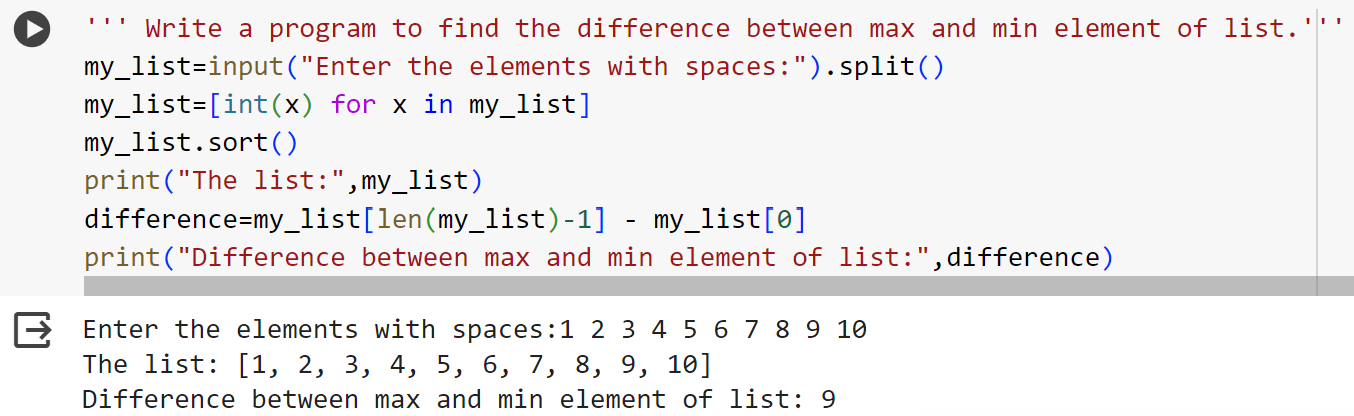 ''' Write a program to find the difference between max and min element of list.'''
my_list=input("Enter the elements with spaces:").split()
my_list=[int(x) for x in my_list]
my_list.sort()
print("The list:",my_list)
difference=my_list[len(my_list)-1] - my_list[0]
print("Difference between max and min element of list:",difference)
Enter the elements with spaces:1 2 3 4 5 6 7 8 9 10
The list: [1, 2, 3, 4, 5, 6, 7, 8, 9, 10]
Difference between max and min element of list: 9